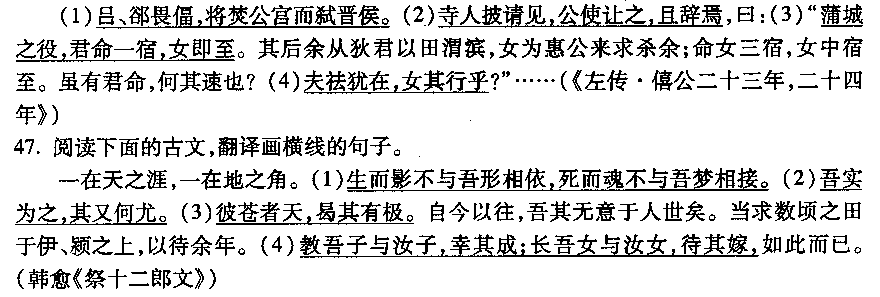 (1)吕、郤畏偪,将焚公宫而弑晋侯。(2)寺人披请见,公使让之,且辞焉,曰:(3)“蒲城
之役,君命一宿,女即至。其后余从狄君以田渭滨,女为惠公来求杀余;命女三宿,女中宿
至。虽有君命,何其速也?(4)夫袪犹在,女其行乎?”……(《左传·僖公二十三年,二十四
年》)
47. 阅读下面的古文,翻译画横线的句子。
一在天之涯,一在地之角。(1)生而影不与吾形相依,死而魂不与吾梦相接。(2)吾实
为之,其又何尤。(3)彼苍者天,曷其有极。自今以往,吾其无意于人世矣。当求数顷之田
于伊、颍之上,以待余年。(4)教吾子与汝子,幸其成;长吾女与汝女,待其嫁,如此而已。
(韩愈《祭十二郎文》)